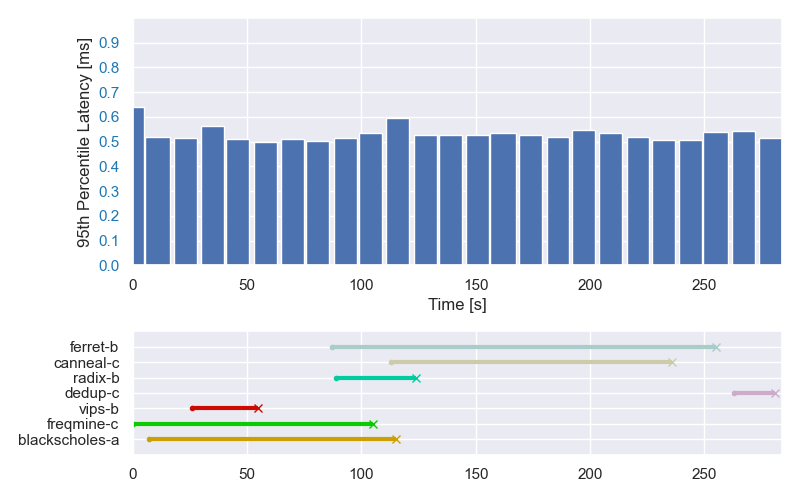 0.9
0.8
0.7
0.6
0.5
0.4
0.3
0.2
0.1
0.0
95th Percentile Latency [ms]
0 50 100 150 200 250
Time [s]
ferret-b
canneal-c
radix-b
dedup-c
vips-b
freqmine-c
blackscholes-a
0 50 100 150 200 250